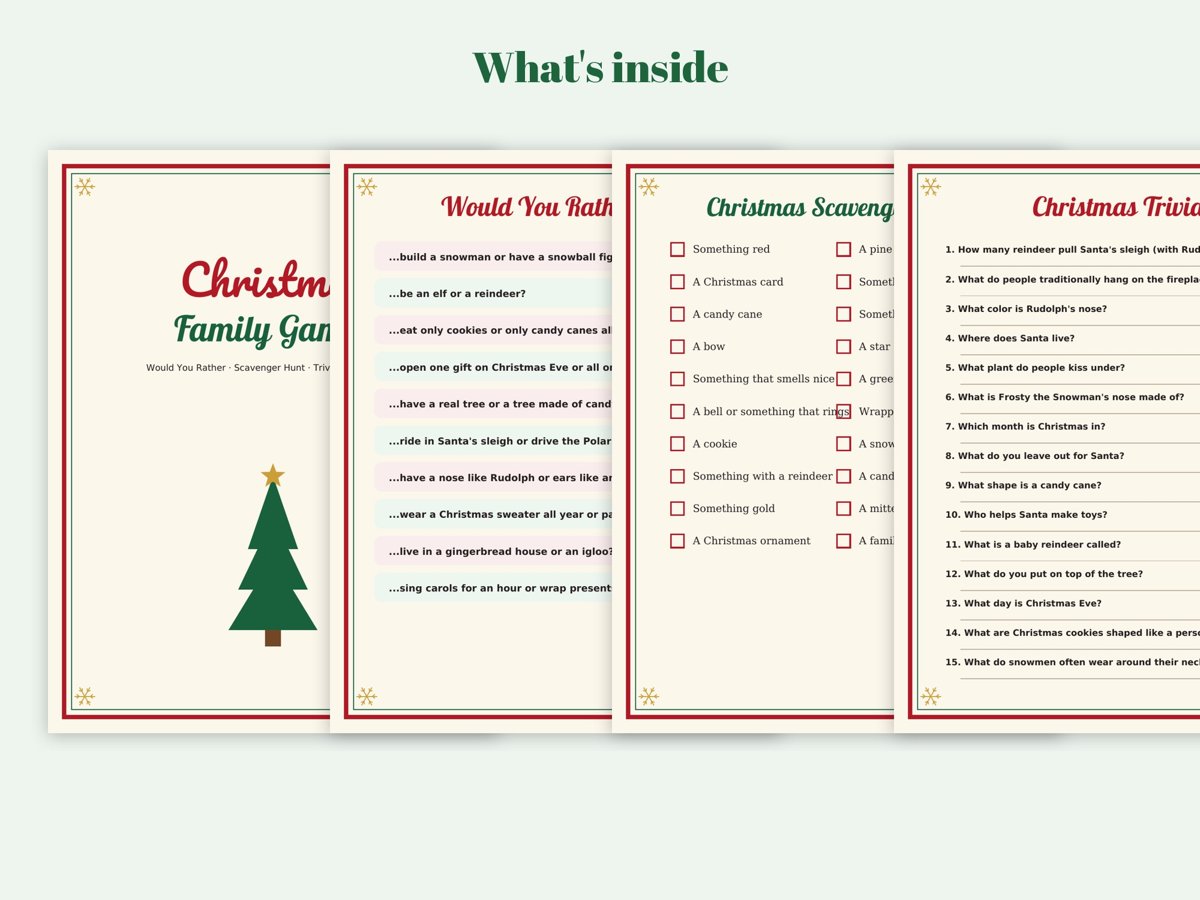 What's inside
Christm
Family Gam
Would You Rather · Scavenger Hunt · Triv
Would You Rath
...build a snowman or have a snowball fig
...be an elf or a reindeer?
...eat only cookies or only candy canes all
...open one gift on Christmas Eve or all on
...have a real tree or a tree made of cand
...ride in Santa's sleigh or drive the Polar
...have a nose like Rudolph or ears like an
...wear a Christmas sweater all year or pa
...live in a gingerbread house or an igloo?
...sing carols for an hour or wrap presents
Christmas Scaveng
Something red
A Christmas card
A candy cane
A bow
Something that smells nice
A bell or something that rings
A cookie
Something with a reindeer
Something gold
A Christmas ornament
A pine
Someth
Someth
A star
A gree
Wrapp
A snow
A cand
A mitte
A famil
Christmas Trivia
1. How many reindeer pull Santa's sleigh (with Rud
2. What do people traditionally hang on the firepla
3. What color is Rudolph's nose?
4. Where does Santa live?
5. What plant do people kiss under?
6. What is Frosty the Snowman's nose made of?
7. Which month is Christmas in?
8. What do you leave out for Santa?
9. What shape is a candy cane?
10. Who helps Santa make toys?
11. What is a baby reindeer called?
12. What do you put on top of the tree?
13. What day is Christmas Eve?
14. What are Christmas cookies shaped like a perso
15. What do snowmen often wear around their neck